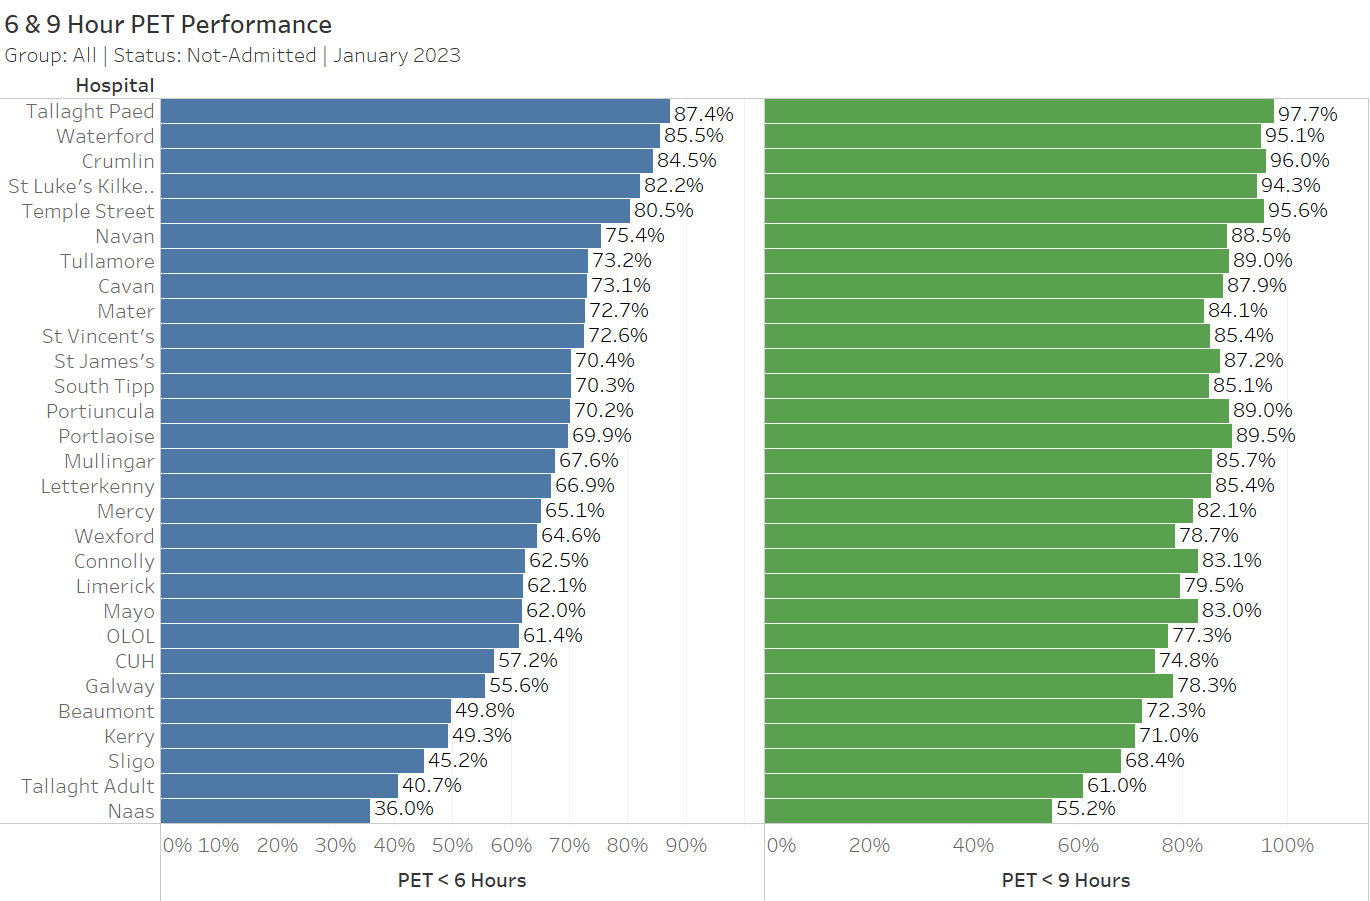 6 & 9 Hour PET Performance
Group: All | Status: Not-Admitted | January 2023
Hospital
Tallaght Paed 87.4% 97.7%
Waterford 85.5% 95.1%
Crumlin 84.5% 96.0%
St Luke's Kilke.. 82.2% 94.3%
Temple Street 80.5% 95.6%
Navan 75.4% 88.5%
Tullamore 73.2% 89.0%
Cavan 73.1% 87.9%
Mater 72.7% 84.1%
St Vincent's 72.6% 85.4%
St James's 70.4% 87.2%
South Tipp 70.3% 85.1%
Portiuncula 70.2% 89.0%
Portlaoise 69.9% 89.5%
Mullingar 67.6% 85.7%
Letterkenny 66.9% 85.4%
Mercy 65.1% 82.1%
Wexford 64.6% 78.7%
Connolly 62.5% 83.1%
Limerick 62.1% 79.5%
Mayo 62.0% 83.0%
OLOL 61.4% 77.3%
CUH 57.2% 74.8%
Galway 55.6% 78.3%
Beaumont 49.8% 72.3%
Kerry 49.3% 71.0%
Sligo 45.2% 68.4%
Tallaght Adult 40.7% 61.0%
Naas 36.0% 55.2%
0% 10% 20% 30% 40% 50% 60% 70% 80% 90% 0% 20% 40% 60% 80% 100%
PET < 6 Hours PET < 9 Hours